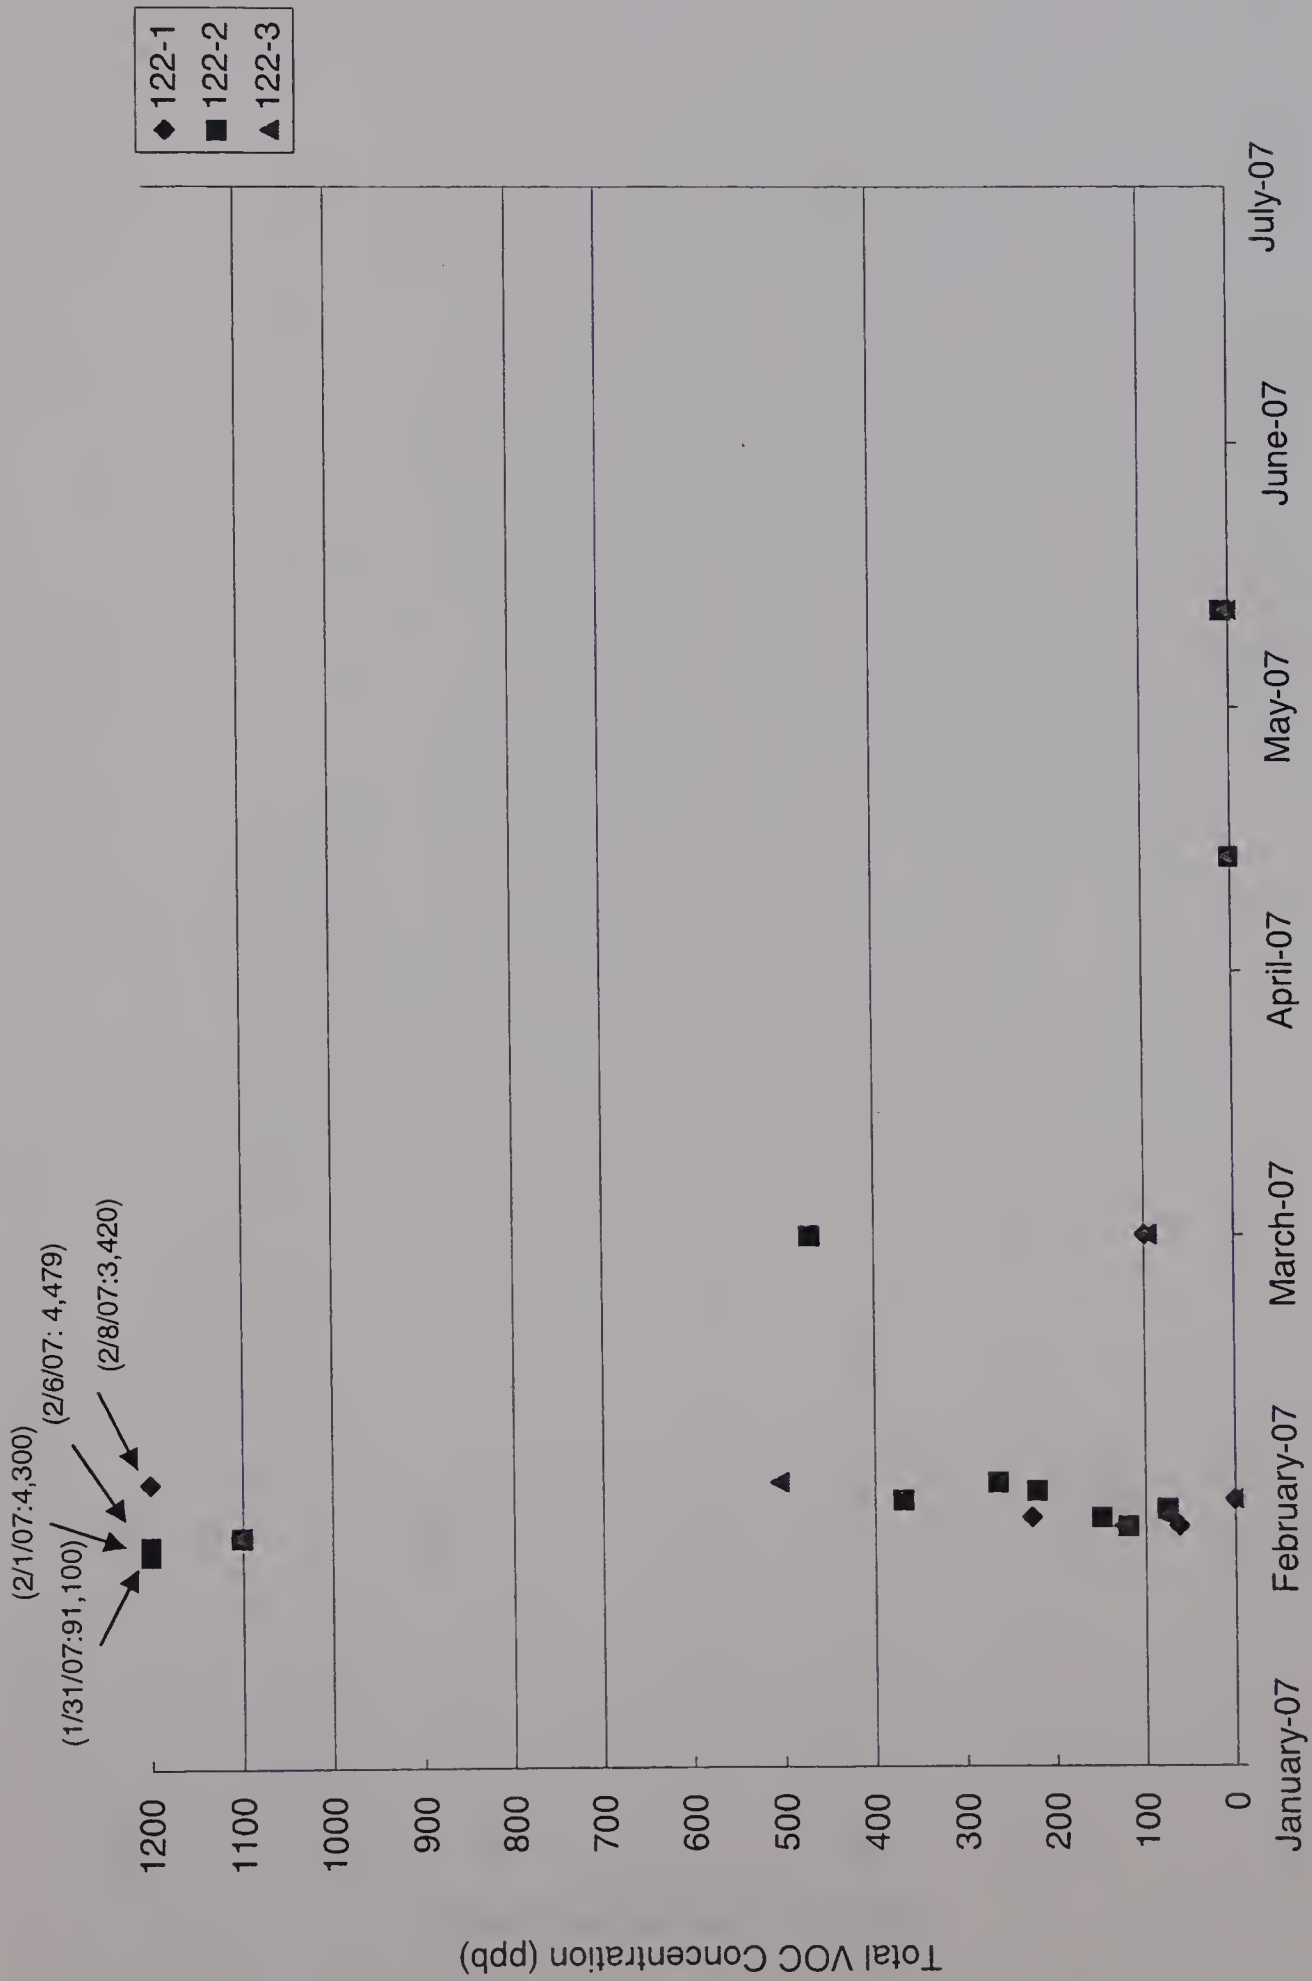 (2/1/07:4,300)
(2/6/07: 4,479)
(1/31/07:91,100)
(2/8/07:3,420)
122-1
122-2
122-3
Total VOC Concentration (ppb)
1200
1100
1000
900
800
700
600
500
400
300
200
100
0
January-07
February-07
March-07
April-07
May-07
June-07
July-07